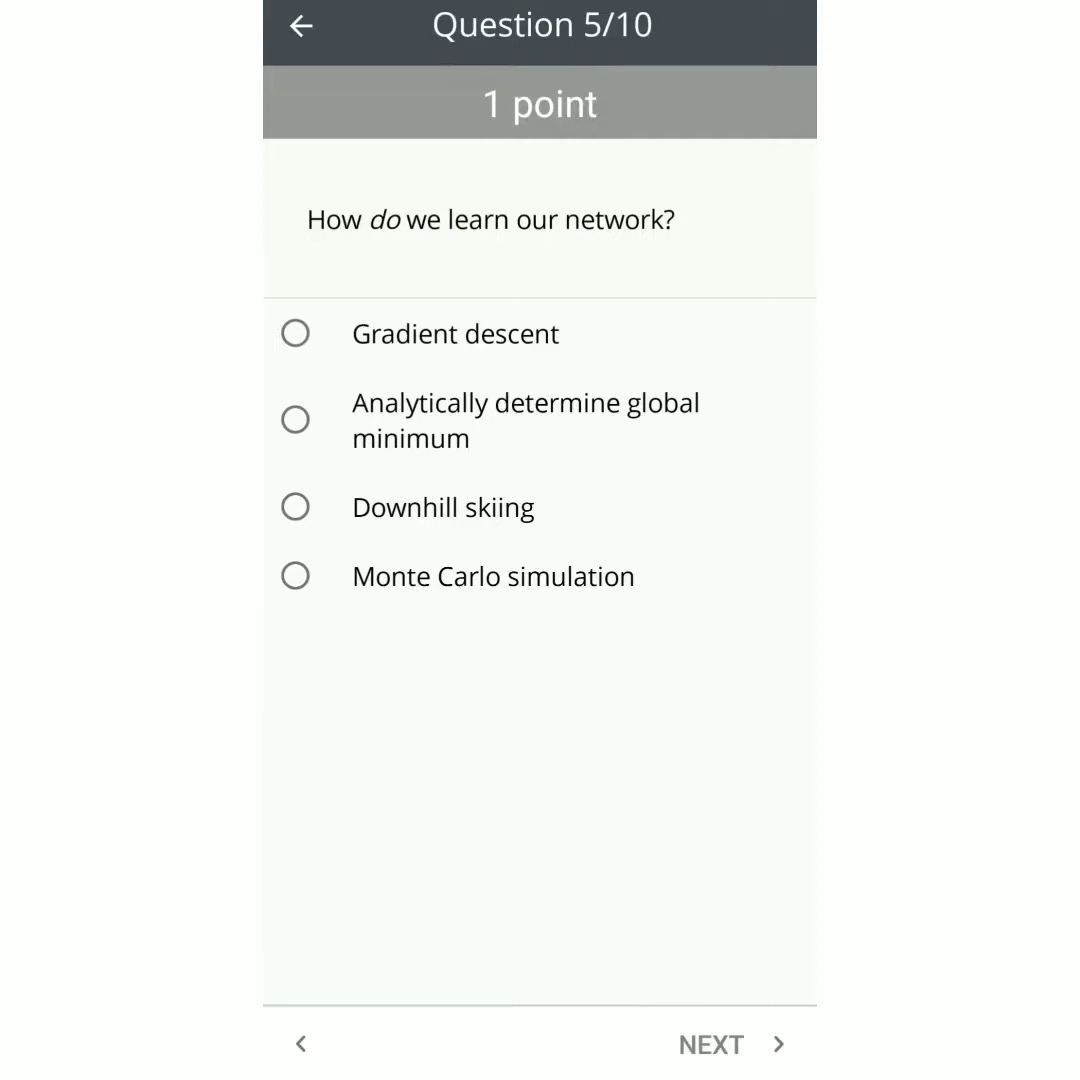 Question 5/10
1 point
How do we learn our network?
Gradient descent
Analytically determine global
minimum
Downhill skiing
Monte Carlo simulation
NEXT